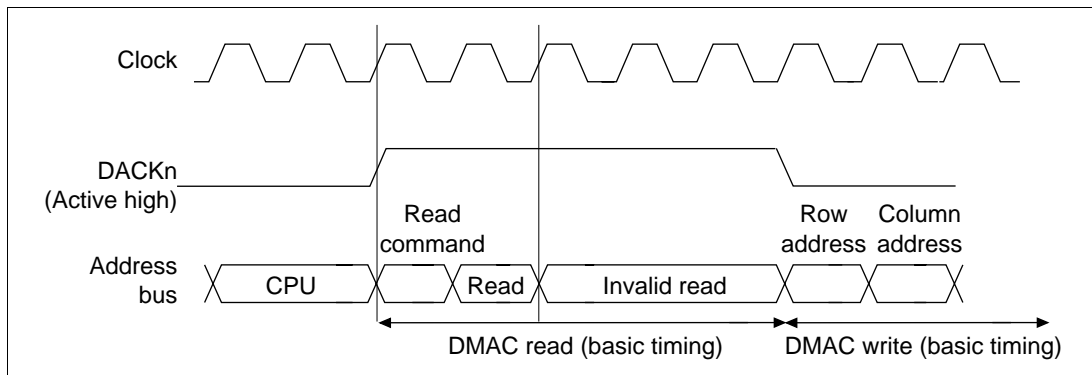 Clock
DACKn
(Active high)
Read
command
Row
address
Column
address
Address
bus
CPU
Read
Invalid read
DMAC read (basic timing)
DMAC write (basic timing)